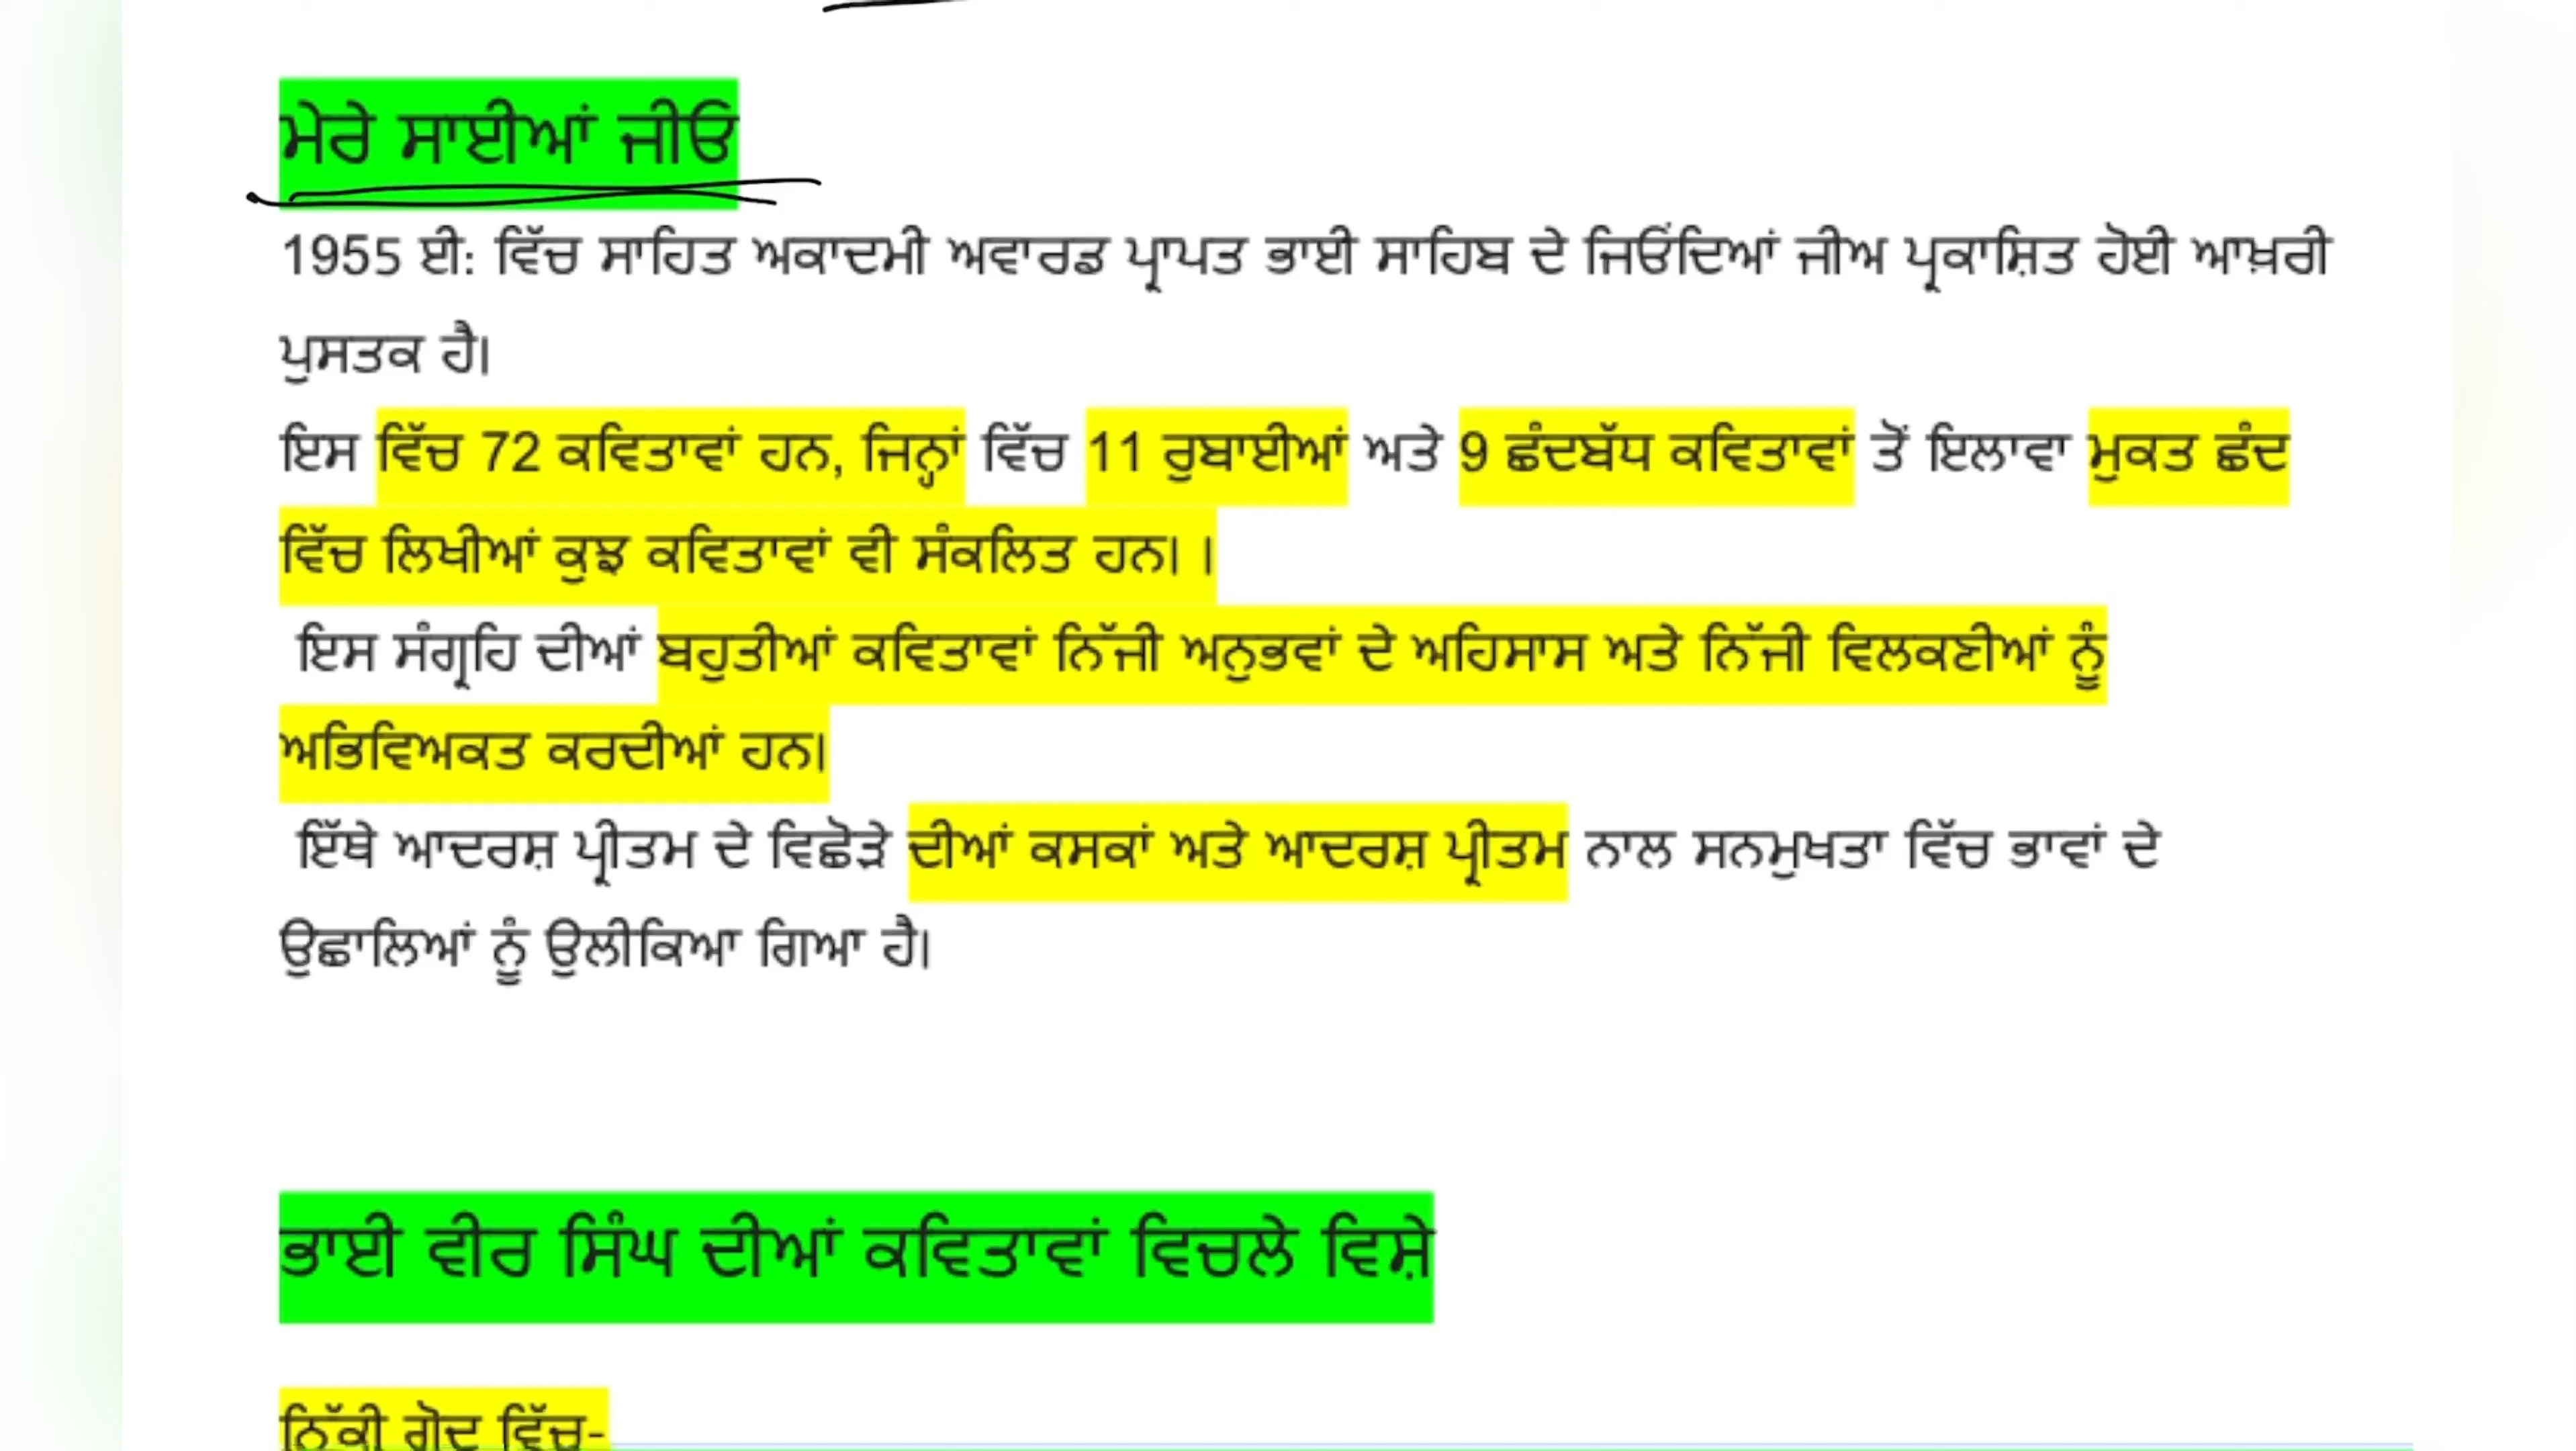 ਮੇਰੇ ਸਾਈਆਂ ਜੀਓ
1955 ਈ: ਵਿੱਚ ਸਾਹਿਤ ਅਕਾਦਮੀ ਅਵਾਰਡ ਪ੍ਰਾਪਤ ਭਾਈ ਸਾਹਿਬ ਦੇ ਜਿਓਂਦਿਆਂ ਜੀਅ ਪ੍ਰਕਾਸ਼ਿਤ ਹੋਈ ਆਖ਼ਰੀ
ਪੁਸਤਕ ਹੈ।
ਇਸ ਵਿੱਚ 72 ਕਵਿਤਾਵਾਂ ਹਨ, ਜਿਨ੍ਹਾਂ ਵਿੱਚ 11 ਰੁਬਾਈਆਂ ਅਤੇ 9 ਛੰਦਬੱਧ ਕਵਿਤਾਵਾਂ ਤੋਂ ਇਲਾਵਾ ਮੁਕਤ ਛੰਦ
ਵਿੱਚ ਲਿਖੀਆਂ ਕੁਝ ਕਵਿਤਾਵਾਂ ਵੀ ਸੰਕਲਿਤ ਹਨ। ।
ਇਸ ਸੰਗ੍ਰਹਿ ਦੀਆਂ ਬਹੁਤੀਆਂ ਕਵਿਤਾਵਾਂ ਨਿੱਜੀ ਅਨੁਭਵਾਂ ਦੇ ਅਹਿਸਾਸ ਅਤੇ ਨਿੱਜੀ ਵਿਲਕਣੀਆਂ ਨੂੰ
ਅਭਿਵਿਅਕਤ ਕਰਦੀਆਂ ਹਨ।
ਇੱਥੇ ਆਦਰਸ਼ ਪ੍ਰੀਤਮ ਦੇ ਵਿਛੋੜੇ ਦੀਆਂ ਕਸਕਾਂ ਅਤੇ ਆਦਰਸ਼ ਪ੍ਰੀਤਮ ਨਾਲ ਸਨਮੁਖਤਾ ਵਿੱਚ ਭਾਵਾਂ ਦੇ
ਉਛਾਲਿਆਂ ਨੂੰ ਉਲੀਕਿਆ ਗਿਆ ਹੈ।
ਭਾਈ ਵੀਰ ਸਿੰਘ ਦੀਆਂ ਕਵਿਤਾਵਾਂ ਵਿਚਲੇ ਵਿਸ਼ੇ
ਨਿੱਕੀ ਗੋਦ ਵਿੱਚ-